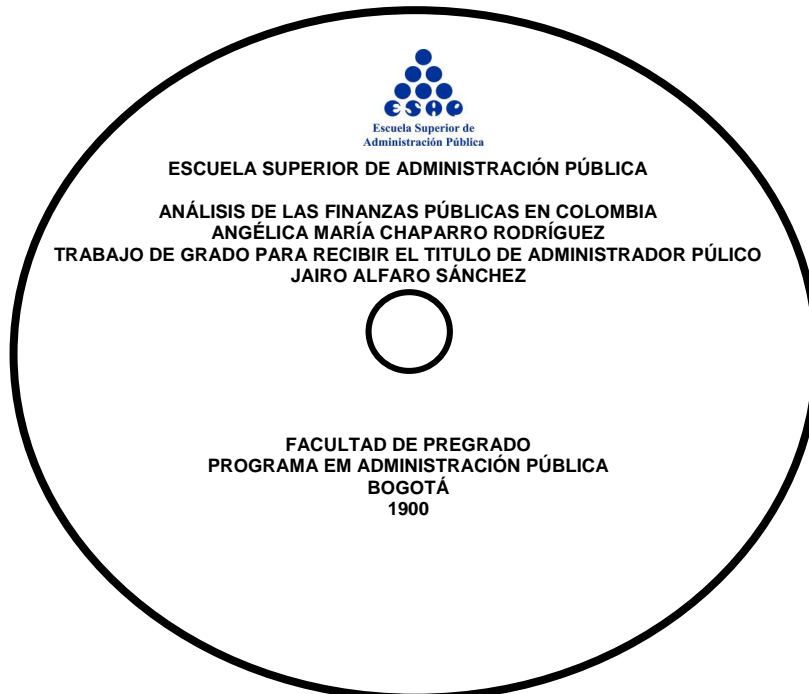 ESAP
Escuela Superior de
Administración Pública
ESCUELA SUPERIOR DE ADMINISTRACIÓN PÚBLICA
ANÁLISIS DE LAS FINANZAS PÚBLICAS EN COLOMBIA
ANGÉLICA MARÍA CHAPARRO RODRÍGUEZ
TRABAJO DE GRADO PARA RECIBIR EL TITULO DE ADMINISTRADOR PÚLICO
JAIRO ALFARO SÁNCHEZ
FACULTAD DE PREGRADO
PROGRAMA EM ADMINISTRACIÓN PÚBLICA
BOGOTÁ
1900